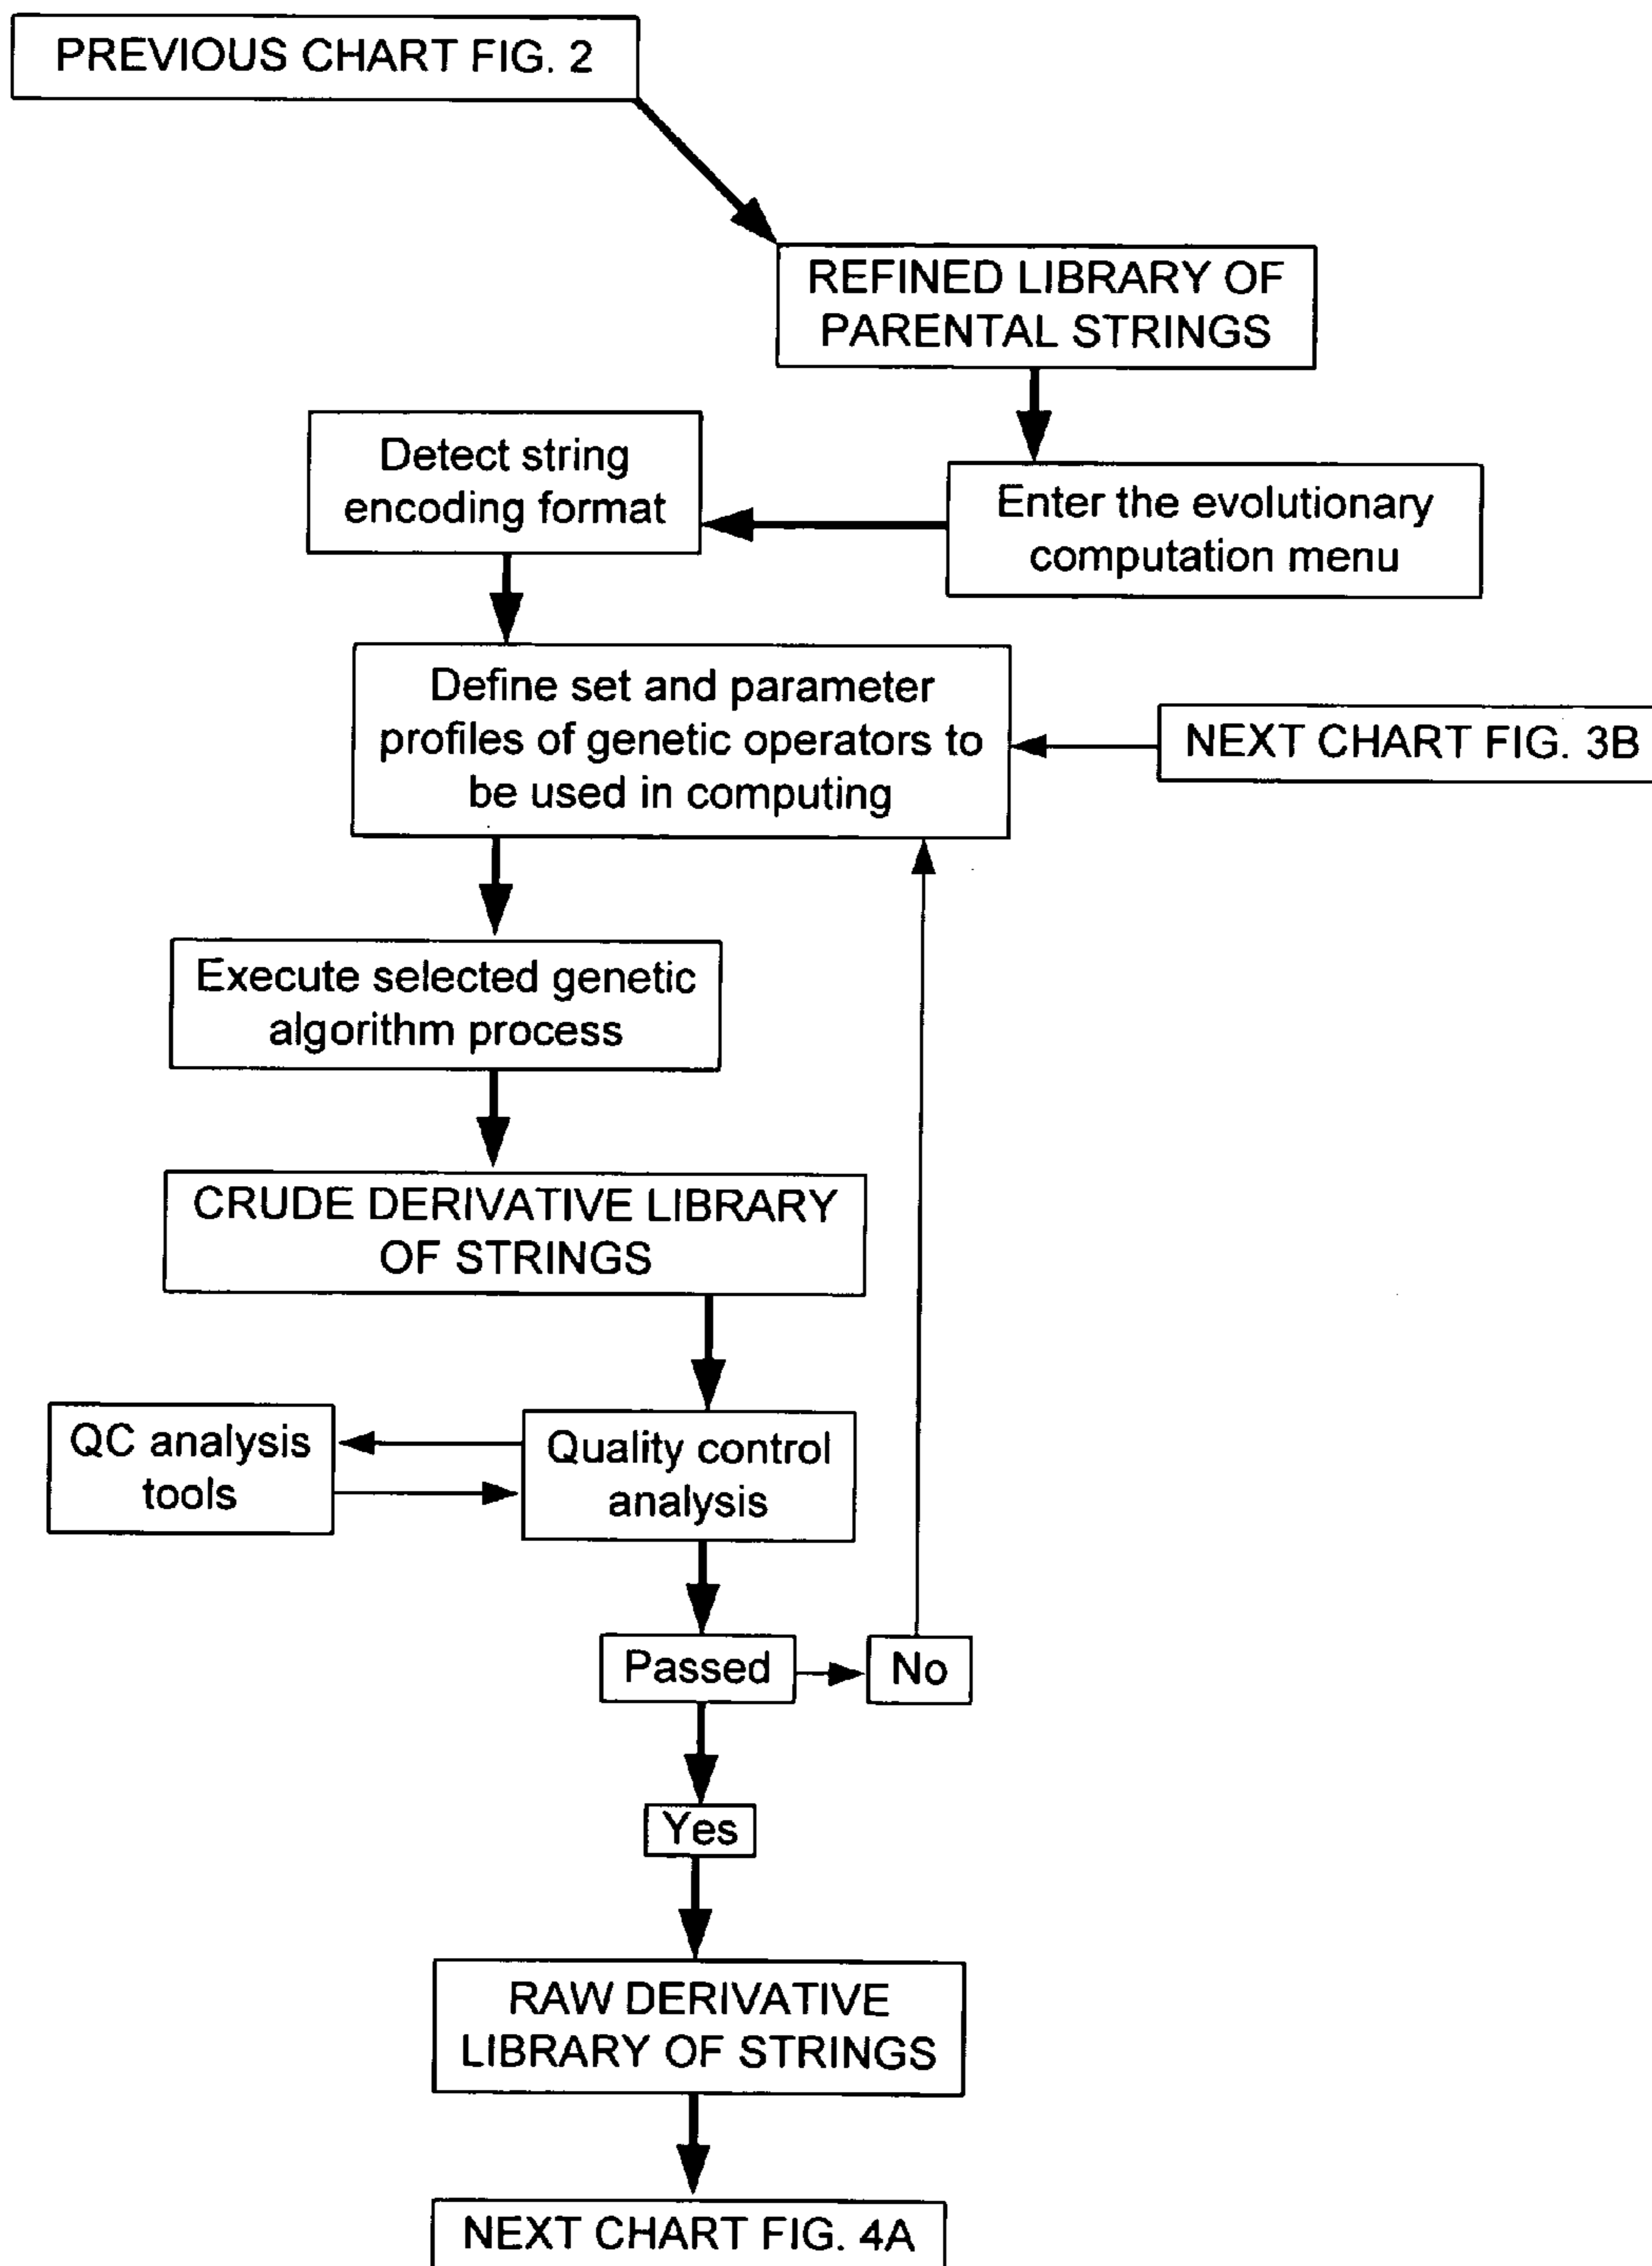 PREVIOUS CHART FIG. 2
REFINED LIBRARY OF
PARENTAL STRINGS
Detect string
encoding format
Enter the evolutionary
computation menu
Define set and parameter
profiles of genetic operators to
be used in computing
NEXT CHART FIG. 3B
Execute selected genetic
algorithm process
CRUDE DERIVATIVE LIBRARY
OF STRINGS
QC analysis
tools
Quality control
analysis
Passed
No
Yes
RAW DERIVATIVE
LIBRARY OF STRINGS
NEXT CHART FIG. 4A